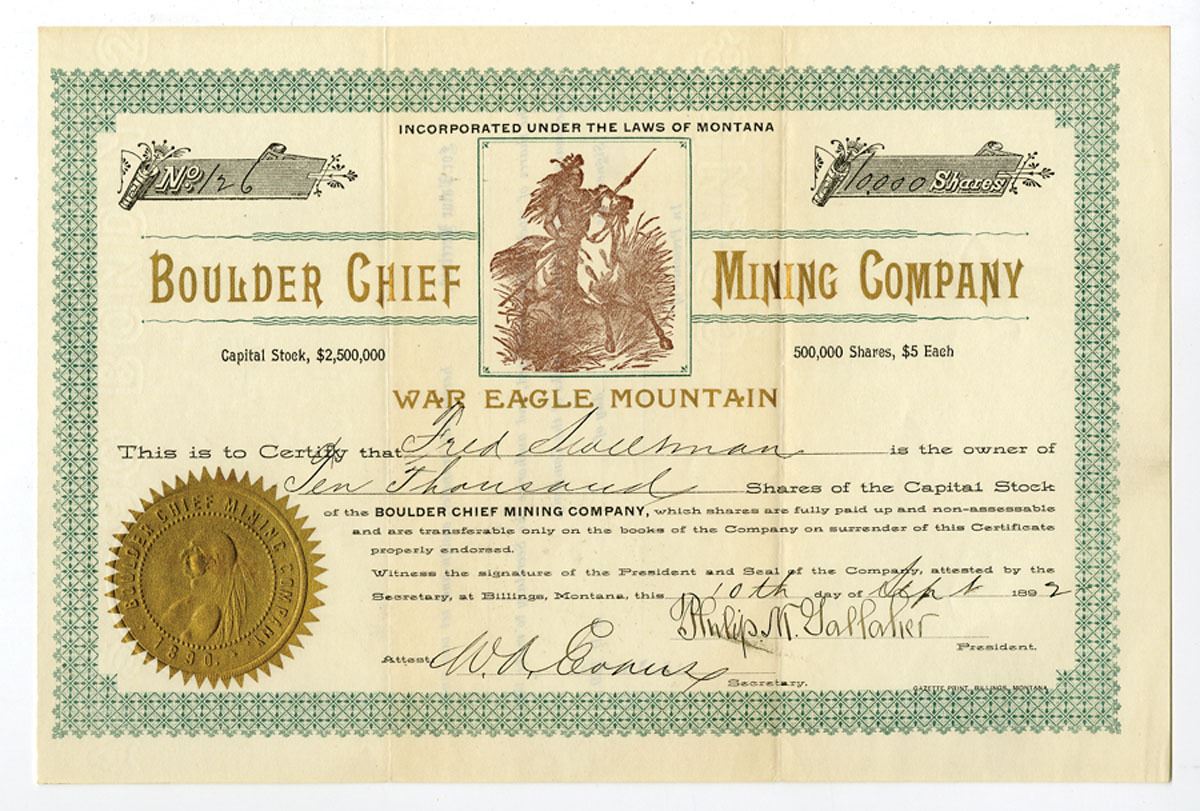 INCORPORATED UNDER THE LAWS OF MONTANA
No. 126
10,000 Shares
BOULDER CHIEF MINING COMPANY
Capital Stock, $2,500,000
500,000 Shares, $5 Each
WAR EAGLE MOUNTAIN
This is to Certify that Fred Sweetman is the owner of
Ten Thousand Shares of the Capital Stock
of the BOULDER CHIEF MINING COMPANY, which shares are fully paid up and non-assessable
and are transferable only on the books of the Company on surrender of this Certificate
properly endorsed.
Witness the signature of the President and Seal of the Company, attested by the
Secretary, at Billings, Montana, this 10th day of Sept 1892
Philip M. Gallaher
President.
Attest W. A. Evans
Secretary.
GAZETTE PRINT, BILLINGS, MONTANA
BOULDER CHIEF MINING COMPANY
1890.